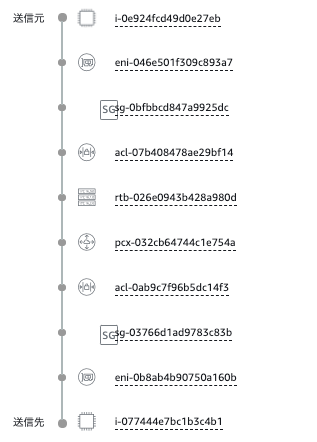 送信元
i-0e924fcd49d0e27eb
eni-046e501f309c893a7
SG
sg-0bfbbcd847a9925dc
acl-07b408478ae29bf14
rtb-026e0943b428a980d
pcx-032cb64744c1e754a
acl-0ab9c7f96b5dc14f3
SG
sg-03766d1ad9783c83b
eni-0b8ab4b90750a160b
送信先
i-077444e7bc1b3c4b1